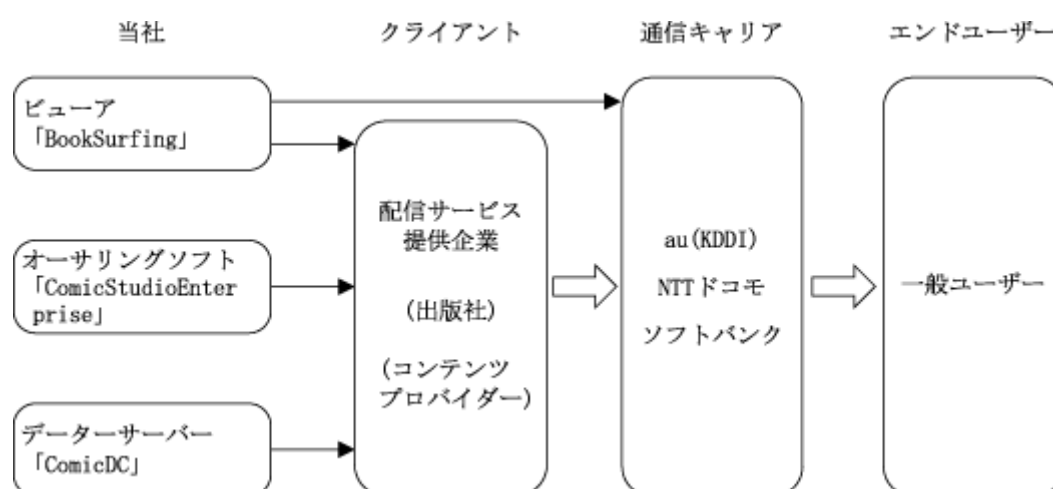 当社
クライアント
通信キャリア
エンドユーザー
ビューア
「BookSurfing」
オーサリングソフト
「ComicStudioEnter
prise」
データーサーバー
「ComicDC」
配信サービス
提供企業
(出版社)
(コンテンツ
プロバイダー)
au(KDDI)
NTTドコモ
ソフトバンク
一般ユーザー